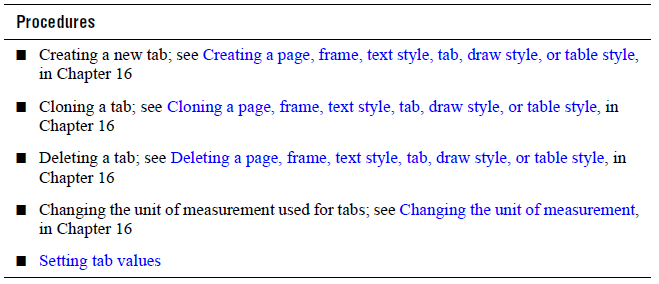 Procedures
■ Creating a new tab; see Creating a page, frame, text style, tab, draw style, or table style,
in Chapter 16
■ Cloning a tab; see Cloning a page, frame, text style, tab, draw style, or table style, in
Chapter 16
■ Deleting a tab; see Deleting a page, frame, text style, tab, draw style, or table style, in
Chapter 16
■ Changing the unit of measurement used for tabs; see Changing the unit of measurement,
in Chapter 16
■ Setting tab values